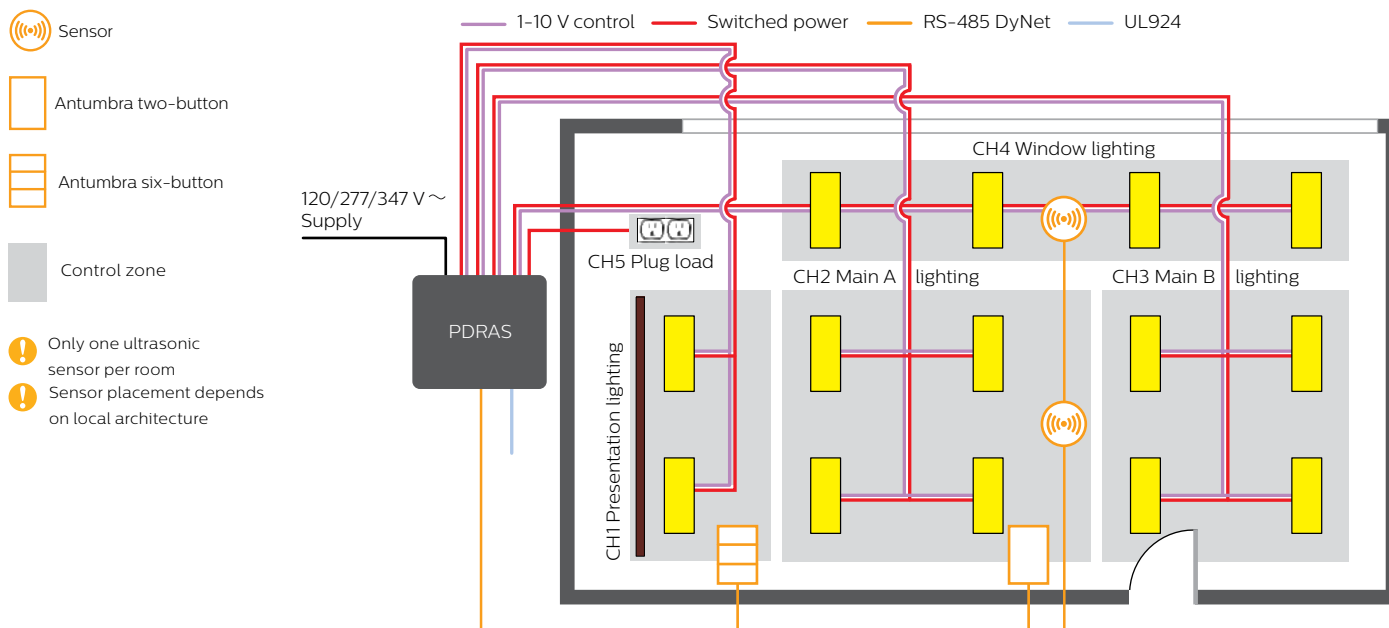 1-10 V control
Switched power
RS-485 DyNet
UL924
Sensor
Antumbra two-button
Antumbra six-button
Control zone
Only one ultrasonic
sensor per room
Sensor placement depends
on local architecture
120/277/347 V ~
Supply
PDRAS
CH4 Window lighting
CH5 Plug load
CH2 Main A lighting
CH3 Main B lighting
CH1 Presentation lighting